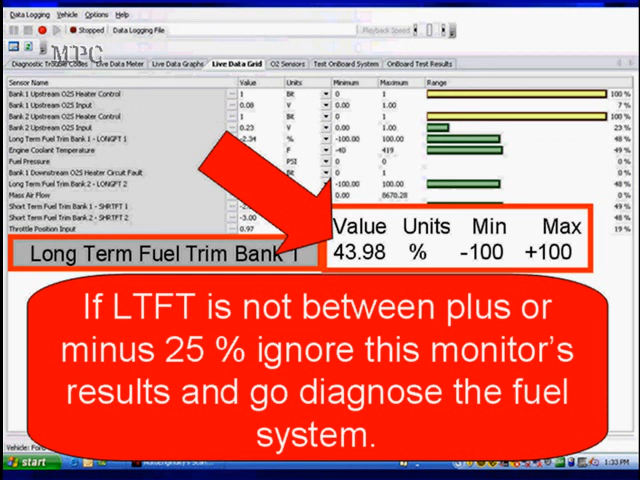 Data Logging Vehicle Options Help
Stopped Data Logging File Playback Speed
MPC
Diagnostic Trouble Codes Live Data Meter Live Data Graphs Live Data Grid O2 Sensors Test OnBoard System OnBoard Test Results
Sensor Name Value Units Minimum Maximum Range
Bank 1 Upstream O2S Heater Control 1 Bit 0 1 100 %
Bank 1 Upstream O2S Input 0.08 V 0.00 1.00 7 %
Bank 2 Upstream O2S Heater Control 1 Bit 0 1 100 %
Bank 2 Upstream O2S Input 0.23 V 0.00 1.00 23 %
Long Term Fuel Trim Bank 1 - LONGFT 1 -2.34 % -100.00 100.00 48 %
Engine Coolant Temperature F -40 419 49 %
Fuel Pressure PSI 0 0
Bank 1 Downstream O2S Heater Circuit Fault Bit 0 1
Long Term Fuel Trim Bank 2 - LONGFT 2 -100.00 100.00 48 %
Mass Air Flow 0.00 8670.28
Short Term Fuel Trim Bank 1 - SHRTFT 1 49 %
Short Term Fuel Trim Bank 2 - SHRTFT 2 -3.00 48 %
Throttle Position Input 0.97 19 %
Value Units Min Max
Long Term Fuel Trim Bank 1 43.98 % -100 +100
If LTFT is not between plus or
minus 25 % ignore this monitor's
results and go diagnose the fuel
system.
Vehicle:
start 1:33 PM